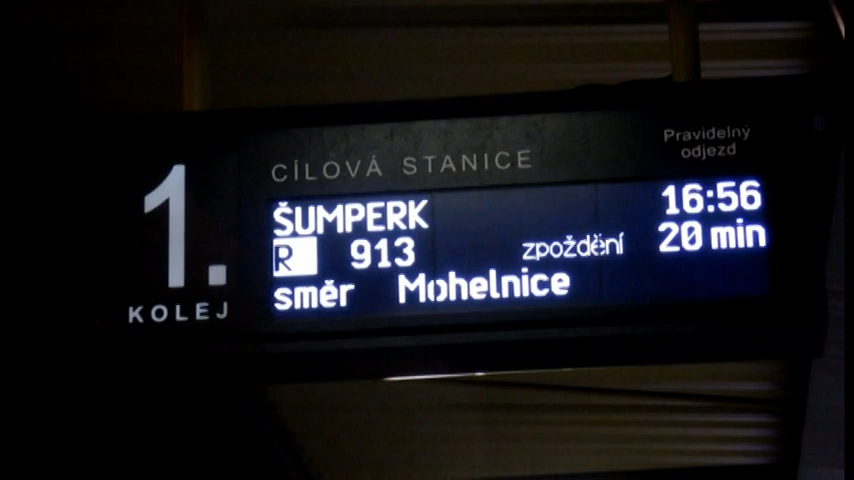 1.
KOLEJ
CÍLOVÁ STANICE
Pravidelný
odjezd
ŠUMPERK 16:56
R 913 zpoždění 20 min
směr Mohelnice